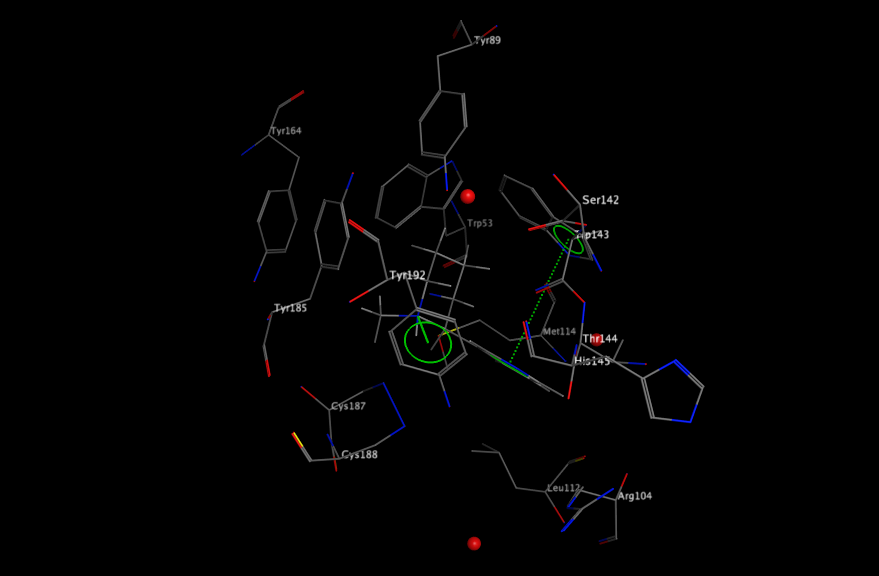 Tyr89
Tyr164
Ser142
Trp53
Trp143
Tyr192
Tyr185
Met114
Thr144
His145
Cys187
Cys188
Leu112
Arg104